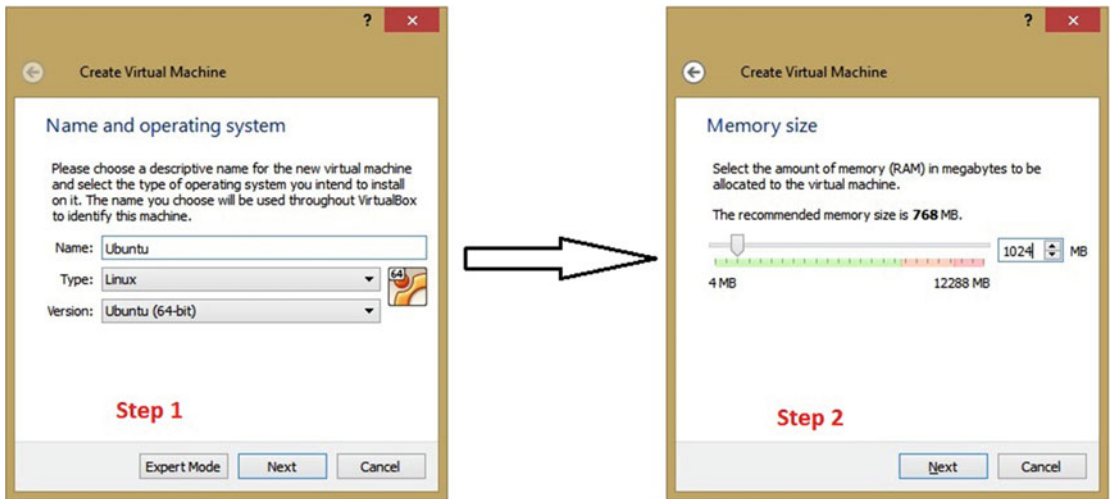 ?
Create Virtual Machine
Name and operating system
Please choose a descriptive name for the new virtual machine
and select the type of operating system you intend to install
on it. The name you choose will be used throughout VirtualBox
to identify this machine.
Name: Ubuntu
Type: Linux
64
Version: Ubuntu (64-bit)
Step 1
Expert Mode Next Cancel
?
Create Virtual Machine
Memory size
Select the amount of memory (RAM) in megabytes to be
allocated to the virtual machine.
The recommended memory size is 768 MB.
1024 MB
4 MB 12288 MB
Step 2
Next Cancel